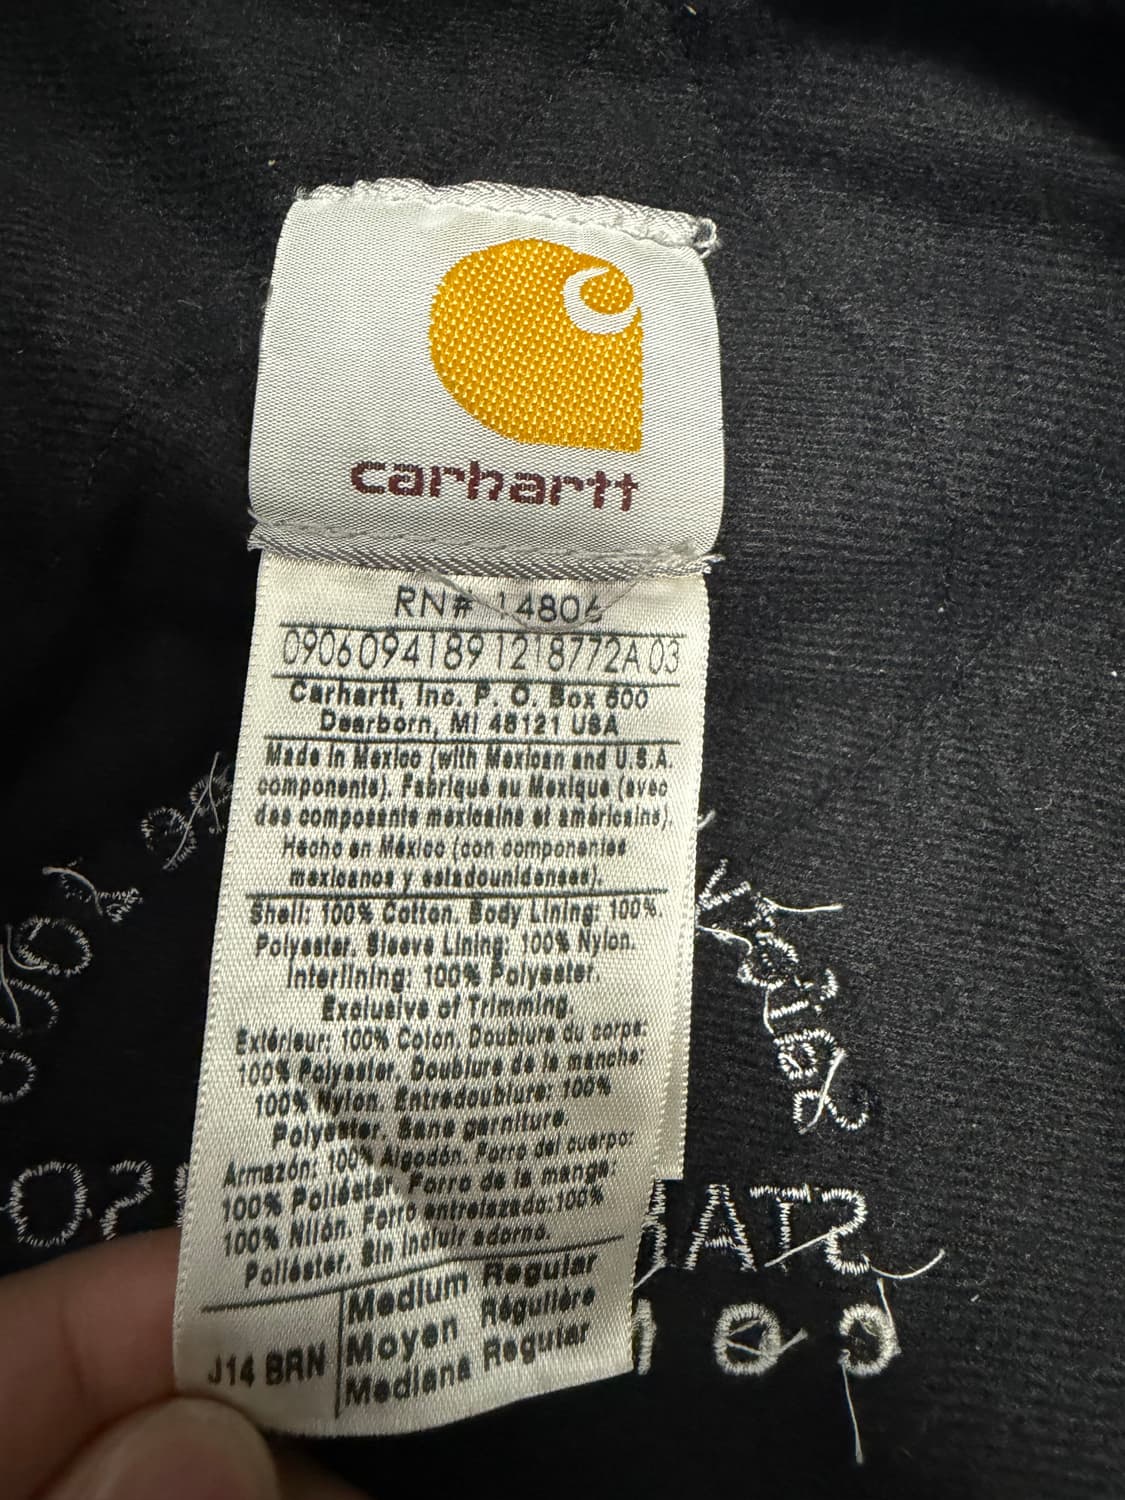 carhartt
RN# 14806
0906094189 1218772A 03
Carhartt, Inc. P. O. Box 600
Dearborn, MI 48121 USA
Made in Mexico (with Mexican and U.S.A.
components). Fabriqué au Mexique (avec
des composants mexicains et américains).
Hecho en México (con componentes
mexicanos y estadounidenses).
Shell: 100% Cotton. Body Lining: 100%.
Polyester. Sleeve Lining: 100% Nylon.
Interlining: 100% Polyester.
Exclusive of Trimming
Extérieur: 100% Coton. Doublure du corps:
100% Polyester. Doublure de la manche:
100% Nylon. Entredoublure: 100%
Polyester. Sans garniture.
Armazón: 100% Algodón. Forro del cuerpo:
100% Poliéster. Forro de la manga:
100% Nilón. Forro entrelazado: 100%
Poliéster. Sin incluir adorno.
J14 BRN
Medium Regular
Moyen Régulière
Mediana Regular